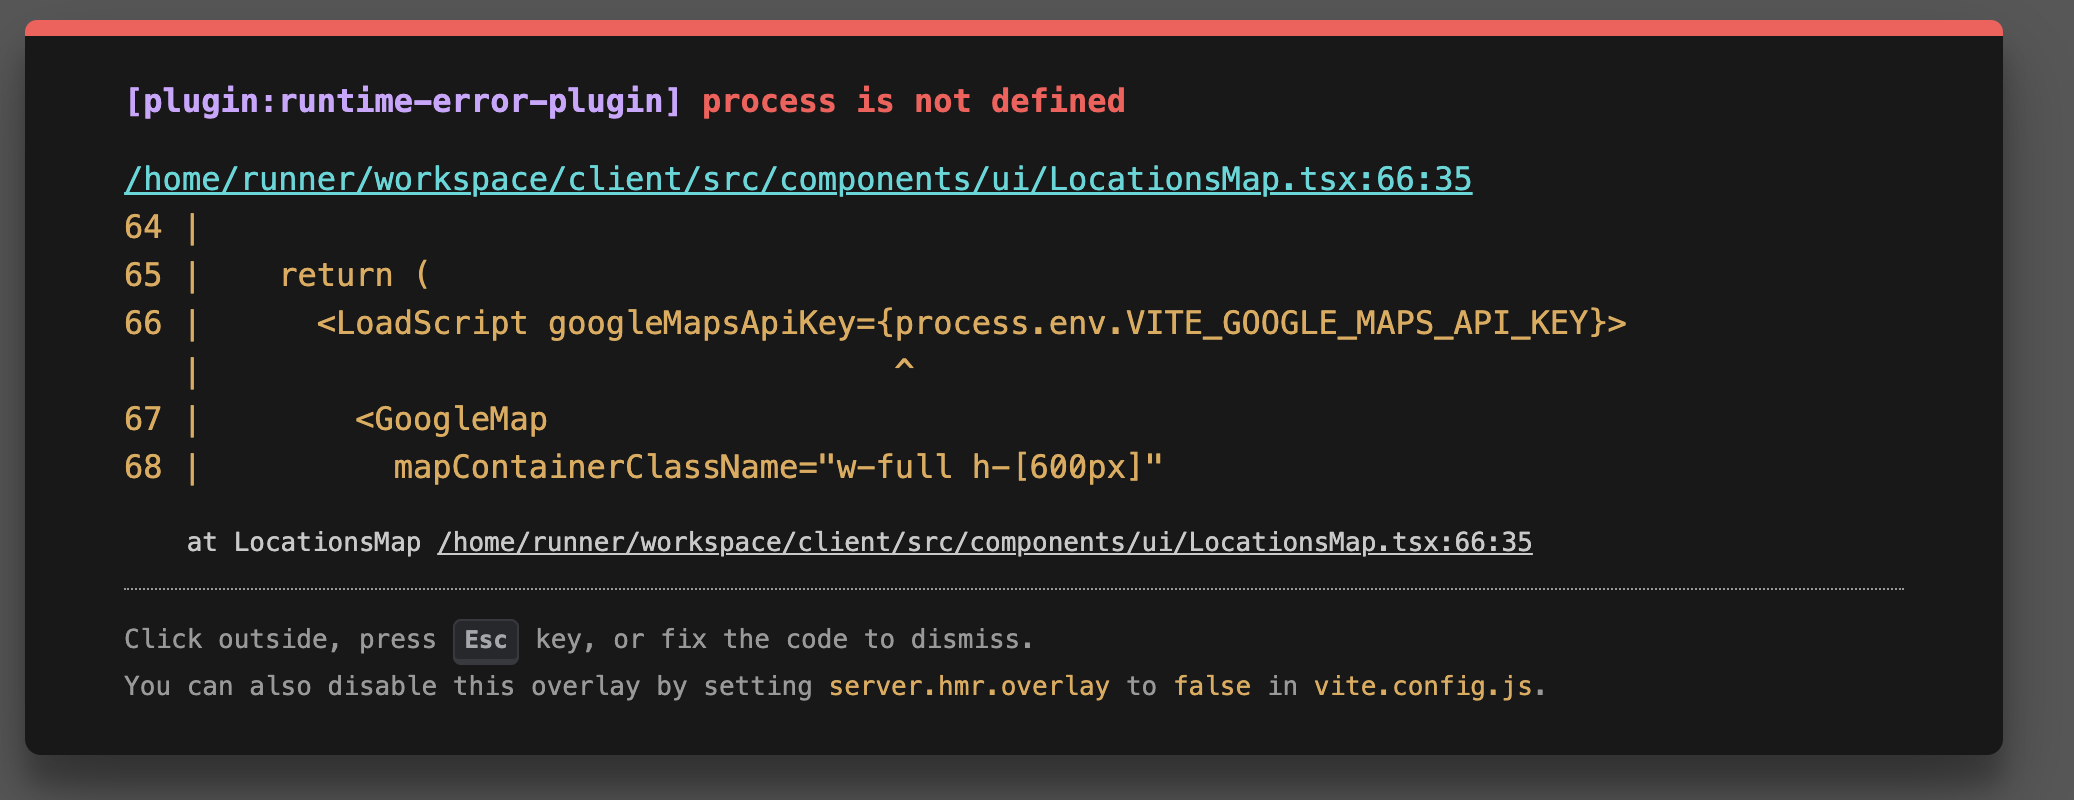 [plugin:runtime-error-plugin] process is not defined
/home/runner/workspace/client/src/components/ui/LocationsMap.tsx:66:35
64 |
65 |    return (
66 |      <LoadScript googleMapsApiKey={process.env.VITE_GOOGLE_MAPS_API_KEY}>
   |                                    ^
67 |        <GoogleMap
68 |          mapContainerClassName="w-full h-[600px]"
    at LocationsMap /home/runner/workspace/client/src/components/ui/LocationsMap.tsx:66:35
Click outside, press Esc key, or fix the code to dismiss.
You can also disable this overlay by setting server.hmr.overlay to false in vite.config.js.